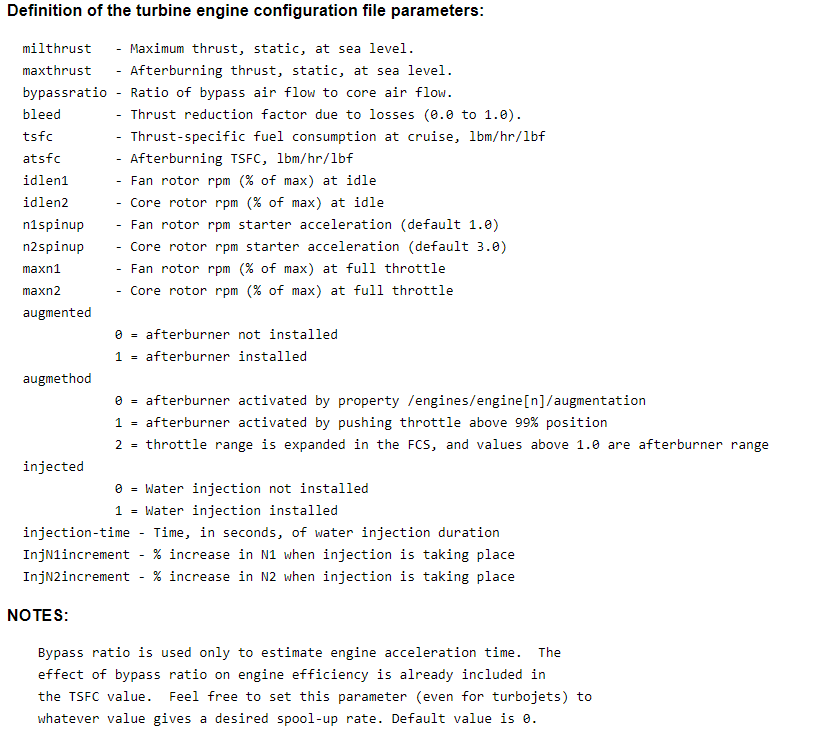 Definition of the turbine engine configuration file parameters:
milthrust - Maximum thrust, static, at sea level.
maxthrust - Afterburning thrust, static, at sea level.
bypassratio - Ratio of bypass air flow to core air flow.
bleed - Thrust reduction factor due to losses (0.0 to 1.0).
tsfc - Thrust-specific fuel consumption at cruise, lbm/hr/lbf
atsfc - Afterburning TSFC, lbm/hr/lbf
idlen1 - Fan rotor rpm (% of max) at idle
idlen2 - Core rotor rpm (% of max) at idle
n1spinup - Fan rotor rpm starter acceleration (default 1.0)
n2spinup - Core rotor rpm starter acceleration (default 3.0)
maxn1 - Fan rotor rpm (% of max) at full throttle
maxn2 - Core rotor rpm (% of max) at full throttle
augmented
0 = afterburner not installed
1 = afterburner installed
augmethod
0 = afterburner activated by property /engines/engine[n]/augmentation
1 = afterburner activated by pushing throttle above 99% position
2 = throttle range is expanded in the FCS, and values above 1.0 are afterburner range
injected
0 = Water injection not installed
1 = Water injection installed
injection-time - Time, in seconds, of water injection duration
InjN1increment - % increase in N1 when injection is taking place
InjN2increment - % increase in N2 when injection is taking place
NOTES:
Bypass ratio is used only to estimate engine acceleration time. The
effect of bypass ratio on engine efficiency is already included in
the TSFC value. Feel free to set this parameter (even for turbojets) to
whatever value gives a desired spool-up rate. Default value is 0.